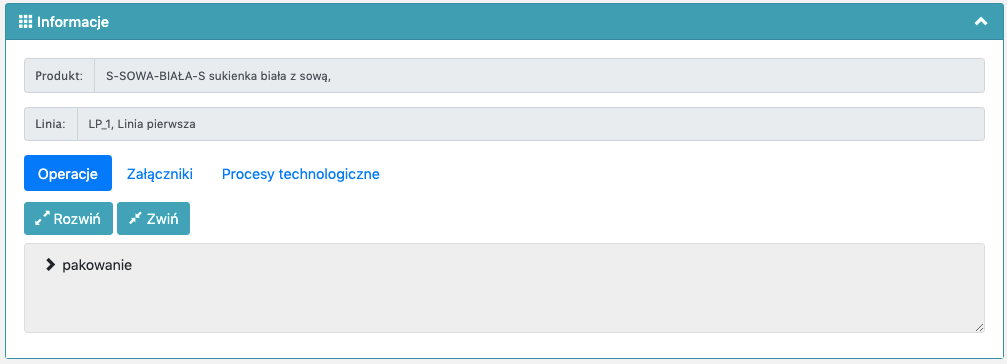 Informacje
Produkt: S-SOWA-BIAŁA-S sukienka biała z sową,
Linia: LP_1, Linia pierwsza
Operacje Załączniki Procesy technologiczne
Rozwiń Zwiń
pakowanie